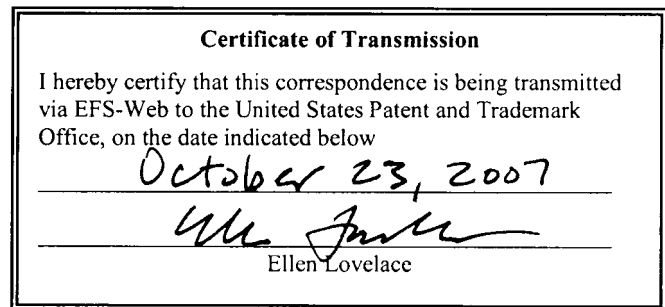 Certificate of Transmission
I hereby certify that this correspondence is being transmitted
via EFS-Web to the United States Patent and Trademark
Office, on the date indicated below
October 23, 2007
Ellen Lovelace